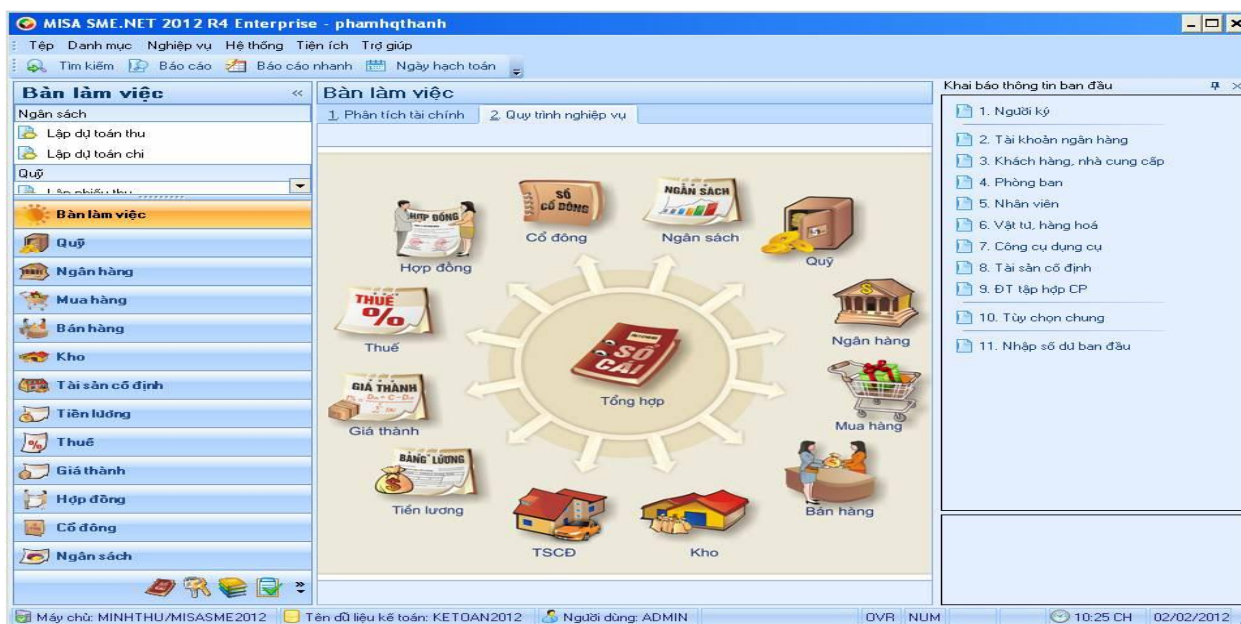 MISA SME.NET 2012 R4 Enterprise - phamhqthanh
Tệp Danh mục Nghiệp vụ Hệ thống Tiện ích Trợ giúp
Tìm kiếm Báo cáo Báo cáo nhanh Ngày hạch toán
Bàn làm việc «
Ngân sách
Lập dự toán thu
Lập dự toán chi
Quỹ
Lập phiếu thu
Bàn làm việc
Quỹ
Ngân hàng
Mua hàng
Bán hàng
Kho
Tài sản cố định
Tiền lương
Thuế
Giá thành
Hợp đồng
Cổ đông
Ngân sách
Bàn làm việc
1. Phân tích tài chính 2. Quy trình nghiệp vụ
HỢP ĐỒNG
Hợp đồng
SỔ
CỔ ĐÔNG
Cổ đông
NGÂN SÁCH
Ngân sách
Quỹ
THUẾ
%
Thuế
Ngân hàng
SỔ
CÁI
Tổng hợp
GIÁ THÀNH
Giá thành
Mua hàng
BẢNG LƯƠNG
Tiền lương
Bán hàng
TSCĐ
Kho
Khai báo thông tin ban đầu
1. Người ký
2. Tài khoản ngân hàng
3. Khách hàng, nhà cung cấp
4. Phòng ban
5. Nhân viên
6. Vật tư, hàng hoá
7. Công cụ dụng cụ
8. Tài sản cố định
9. ĐT tập hợp CP
10. Tùy chọn chung
11. Nhập số dư ban đầu
Máy chủ: MINHTHU/MISASME2012 Tên dữ liệu kế toán: KETOAN2012 Người dùng: ADMIN OVR NUM 10:25 CH 02/02/2012